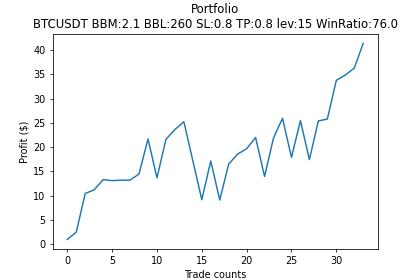 Portfolio
BTCUSDT BBM:2.1 BBL:260 SL:0.8 TP:0.8 lev:15 WinRatio:76.0
40
35
30
25
20
15
10
5
0
Profit ($)
0 5 10 15 20 25 30
Trade counts